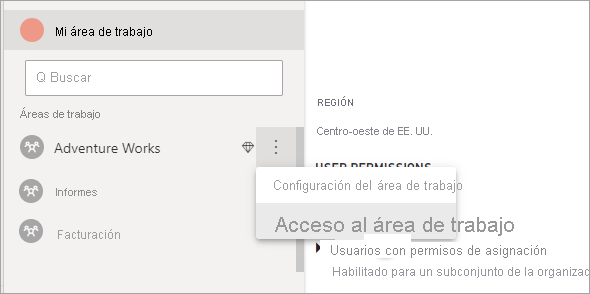 Mi área de trabajo
Q Buscar
Áreas de trabajo
Adventure Works
Informes
Facturación
REGIÓN
Centro-oeste de EE. UU.
USER PERMISSIONS
Configuración del área de trabajo
Acceso al área de trabajo
Usuarios con permisos de asignación
Habilitado para un subconjunto de la organizac